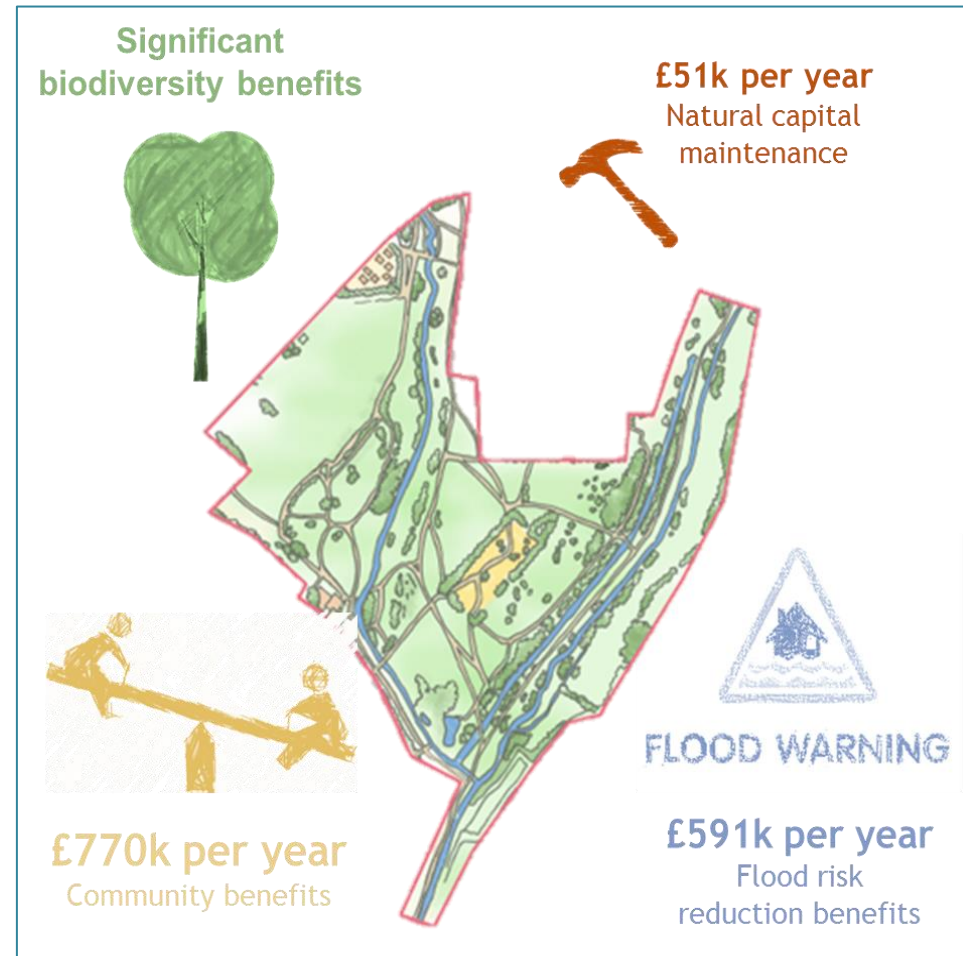 Significant
biodiversity benefits
£51k per year
Natural capital
maintenance
FLOOD WARNING
£770k per year
Community benefits
£591k per year
Flood risk
reduction benefits